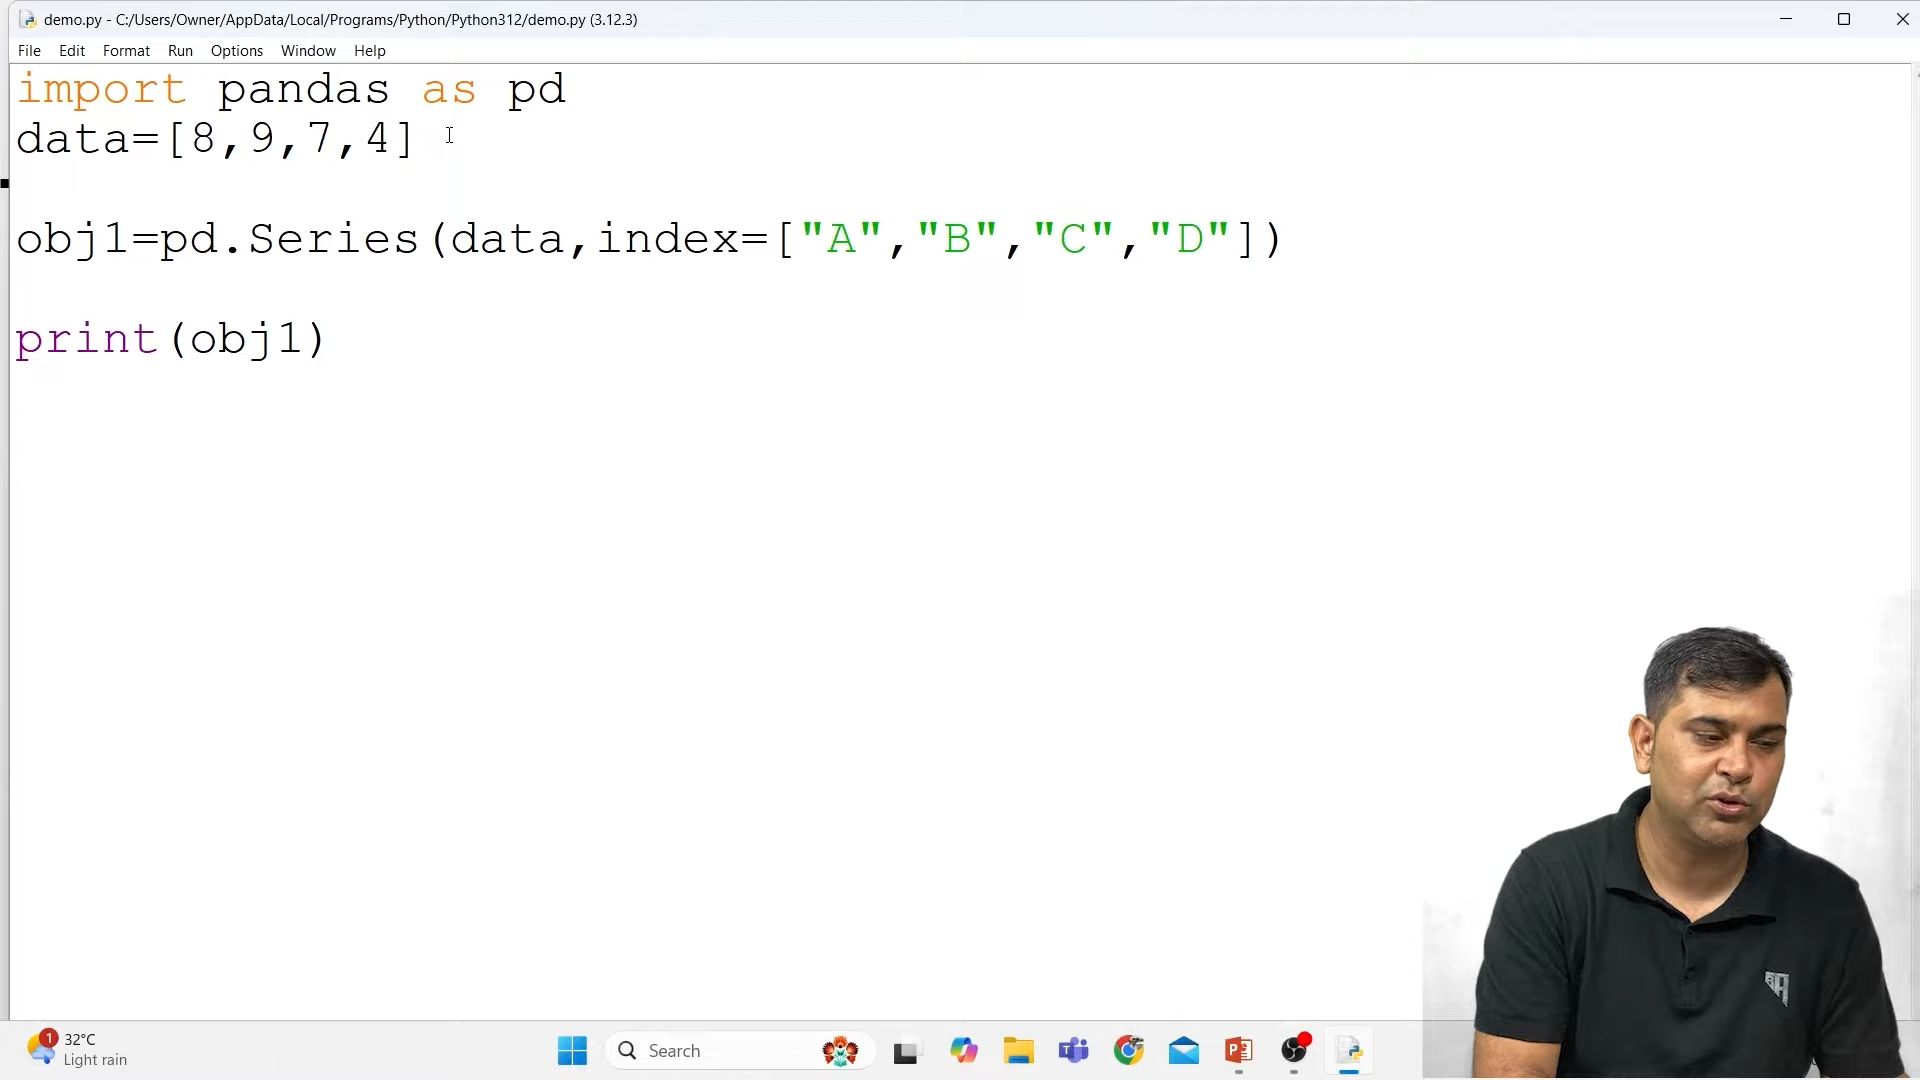 demo.py - C:/Users/Owner/AppData/Local/Programs/Python/Python312/demo.py (3.12.3)
File Edit Format Run Options Window Help
import pandas as pd
data=[8,9,7,4]
obj1=pd.Series(data,index=["A","B","C","D"])
print(obj1)
1
32°C
Light rain
Search